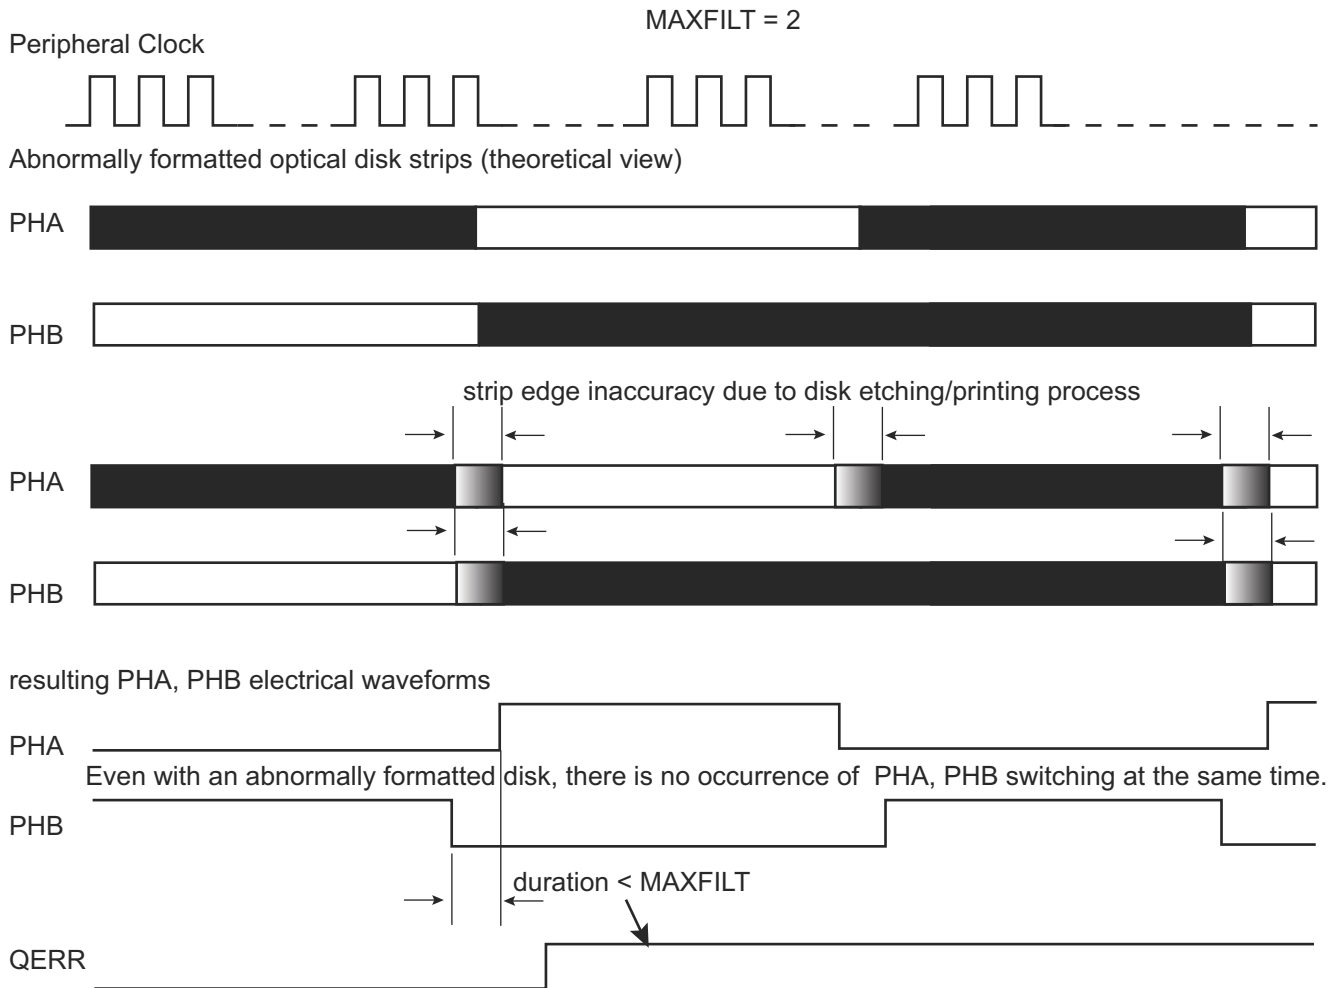 MAXFILT = 2
Peripheral Clock
Abnormally formatted optical disk strips (theoretical view)
PHA
PHB
strip edge inaccuracy due to disk etching/printing process
PHA
PHB
resulting PHA, PHB electrical waveforms
PHA
Even with an abnormally formatted disk, there is no occurrence of PHA, PHB switching at the same time.
PHB
duration < MAXFILT
QERR